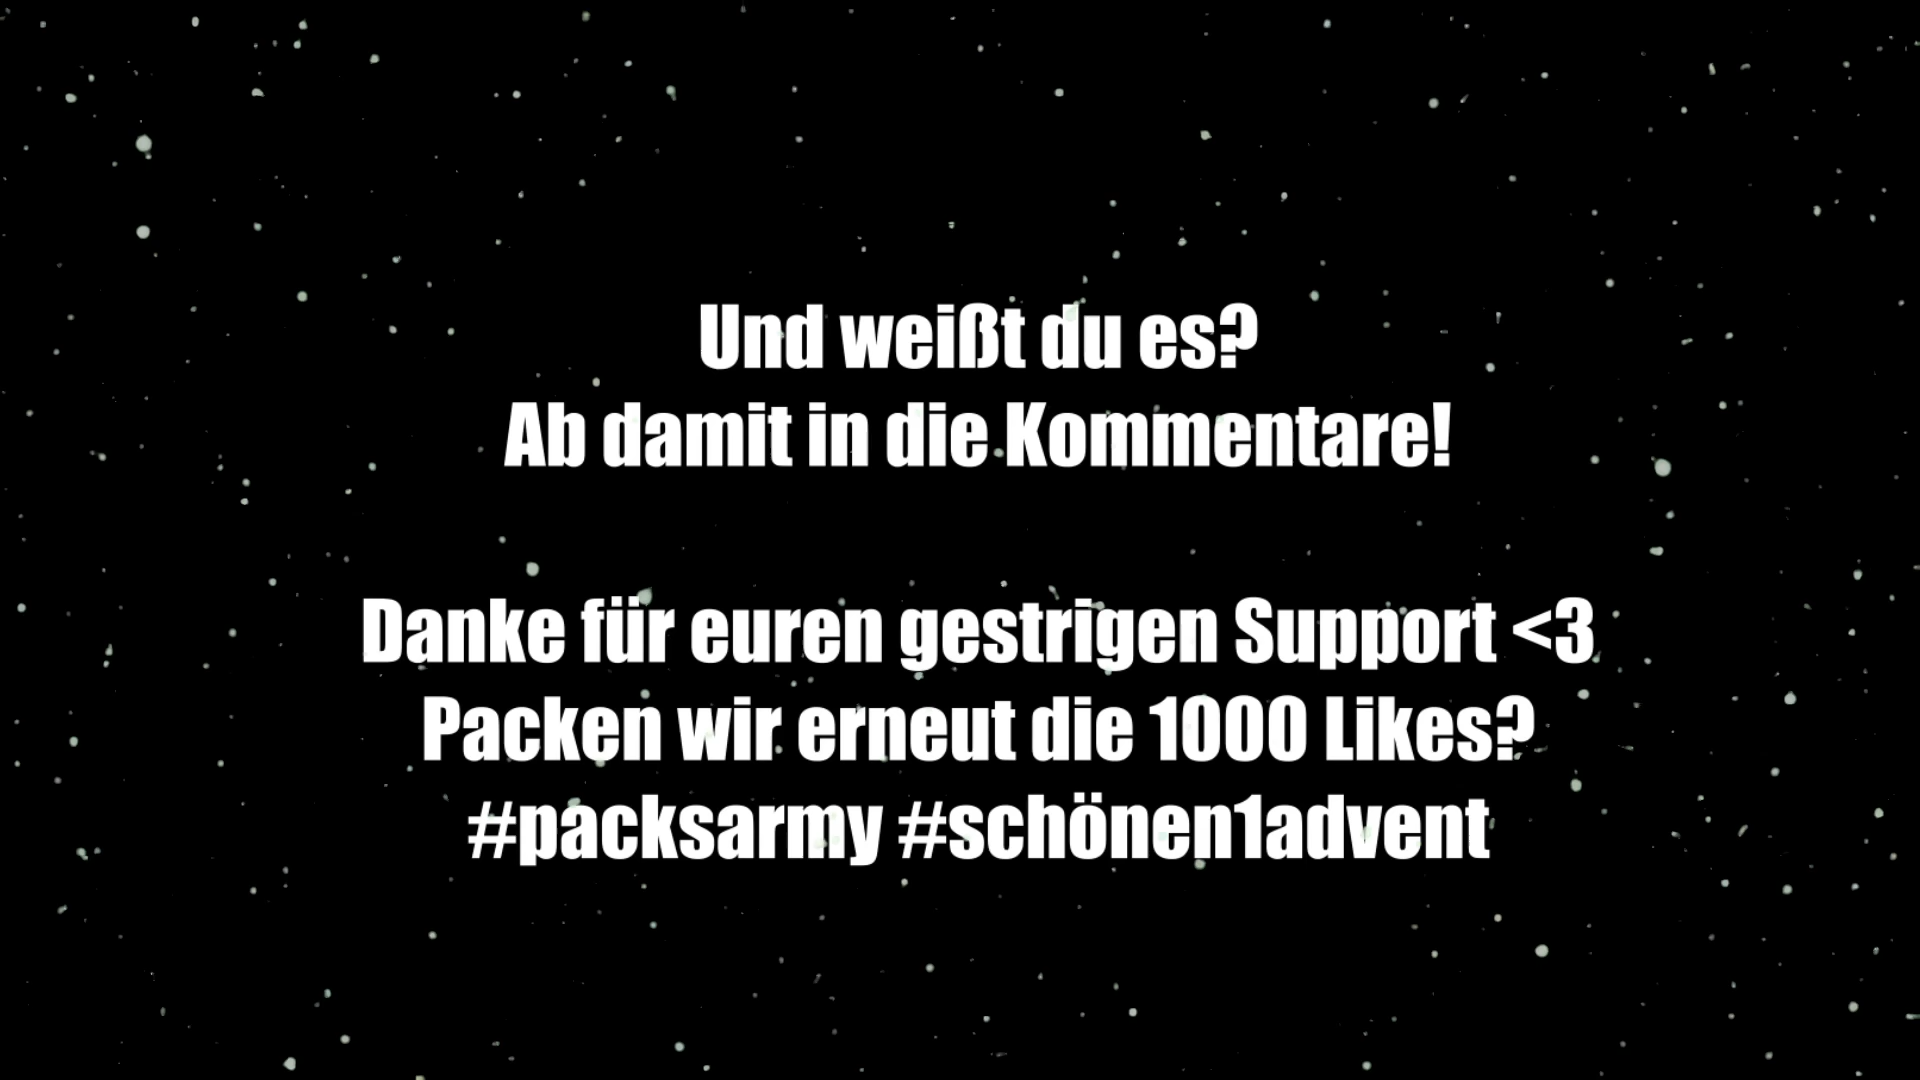 Und weißt du es?
Ab damit in die Kommentare!
Danke für euren gestrigen Support <3
Packen wir erneut die 1000 Likes?
#packsarmy #schönen1advent